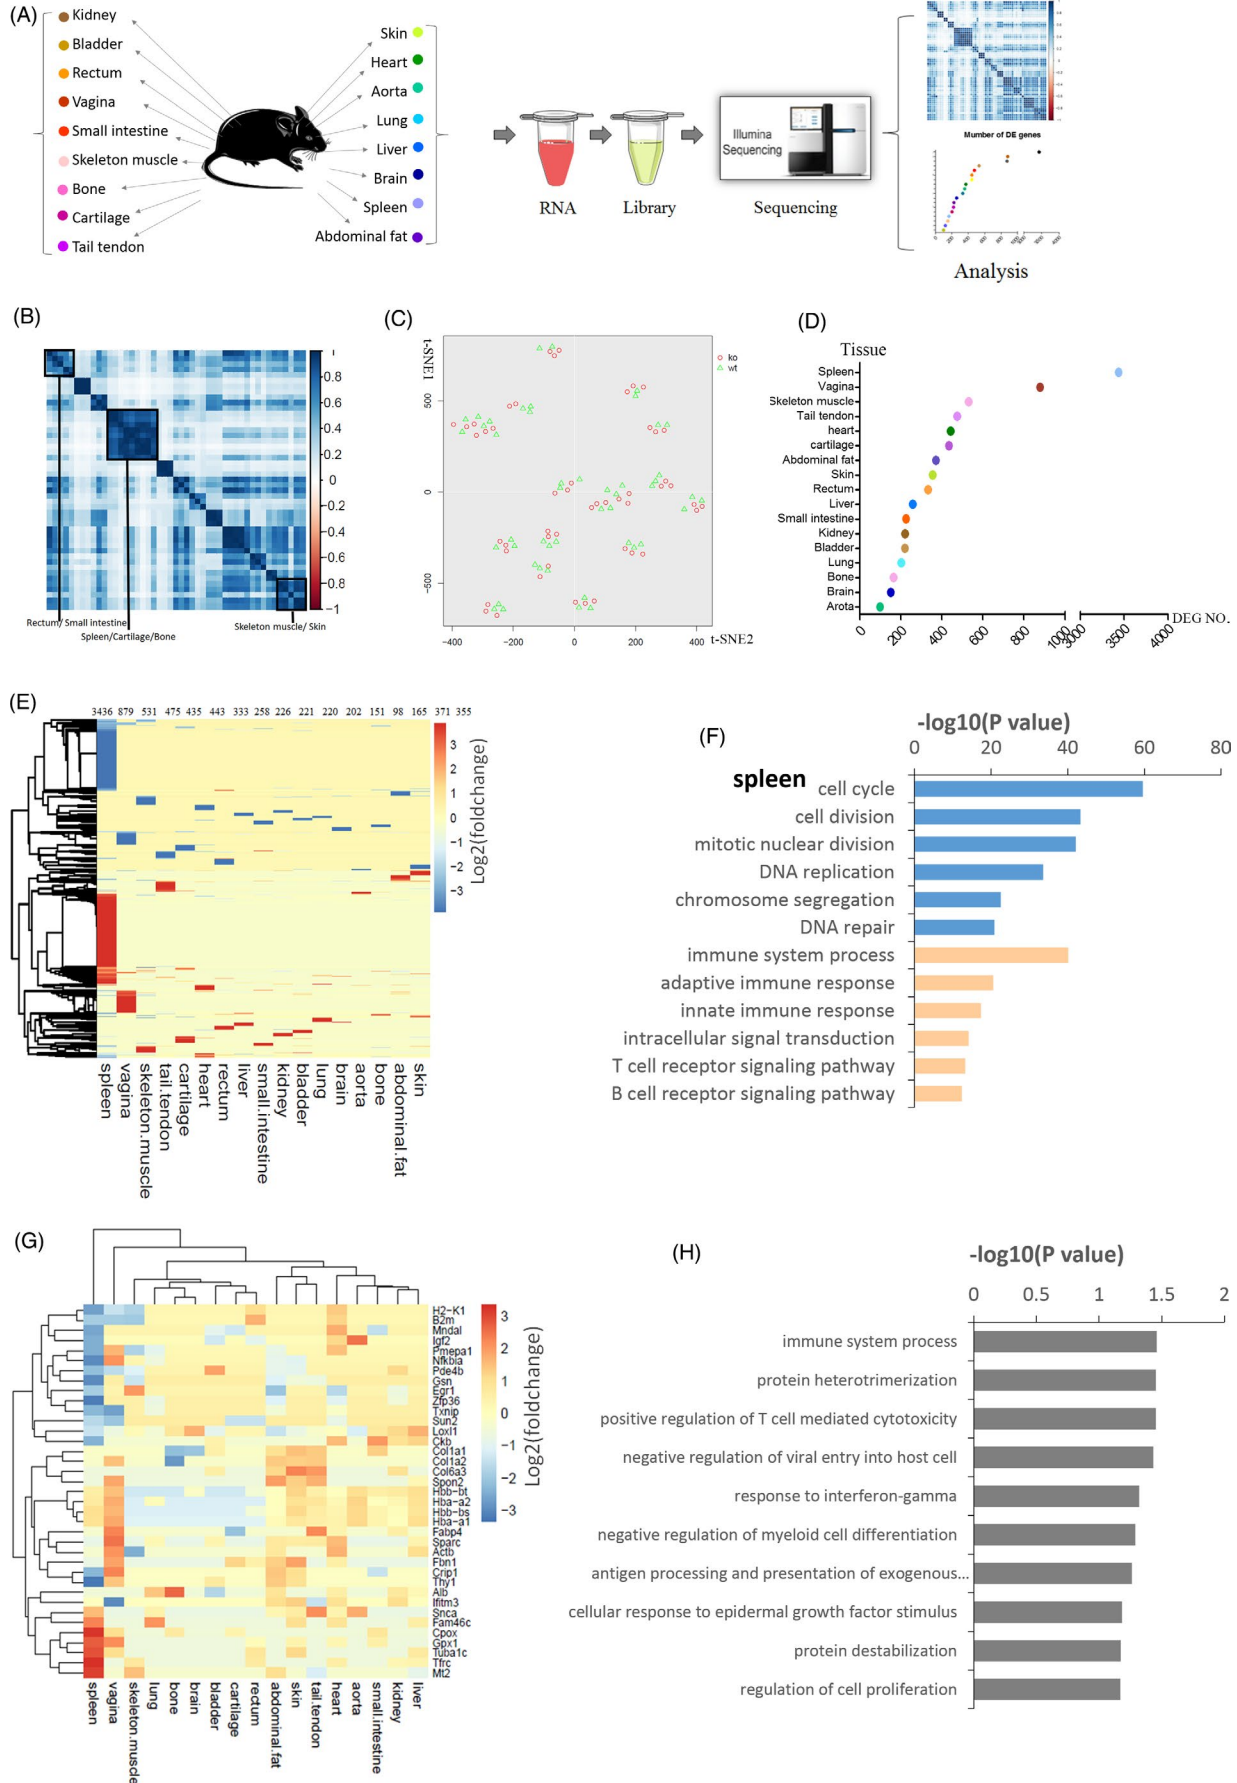 (A)
Kidney
Bladder
Rectum
Vagina
Small intestine
Skeleton muscle
Bone
Cartilage
Tail tendon
Skin
Heart
Aorta
Lung
Liver
Brain
Spleen
Abdominal fat
RNA
Library
Illumina
Sequencing
Sequencing
Mumber of DE genes
Analysis
(B)
1
0.8
0.6
0.4
0.2
0
−0.2
−0.4
−0.6
−0.8
−1
Rectum/ Small intestine
Spleen/Cartilage/Bone
Skeleton muscle/ Skin
(C)
t-SNE1
500
0
−500
−400 −200 0 200 400
t-SNE2
ko
wt
(D)
Tissue
Spleen
Vagina
Skeleton muscle
Tail tendon
heart
cartilage
Abdominal fat
Skin
Rectum
Liver
Small intestine
Kidney
Bladder
Lung
Bone
Brain
Arota
0 200 400 600 800 1000 3000 3500 4000
DEG NO.
(E)
3436 879 531 475 435 443 333 258 226 221 220 202 151 98 165 371 355
3
2
1
0
−1
−2
−3
Log2(foldchange)
spleen
vagina
skeleton.muscle
tail.tendon
cartilage
heart
rectum
liver
small.intestine
kidney
bladder
lung
brain
aorta
bone
abdominal.fat
skin
(F)
-log10(P value)
0 20 40 60 80
spleen
cell cycle
cell division
mitotic nuclear division
DNA replication
chromosome segregation
DNA repair
immune system process
adaptive immune response
innate immune response
intracellular signal transduction
T cell receptor signaling pathway
B cell receptor signaling pathway
(G)
H2−K1
B2m
Mndal
Igf2
Pmepa1
Nfkbia
Pde4b
Gsn
Egr1
Zfp36
Txnip
Sun2
Loxl1
Ckb
Col1a1
Col1a2
Col6a3
Spon2
Hbb−bt
Hba−a2
Hbb−bs
Hba−a1
Fabp4
Sparc
Actb
Fbn1
Crip1
Thy1
Alb
Ifitm3
Snca
Fam46c
Cpox
Gpx1
Tuba1c
Tfrc
Mt2
3
2
1
0
−1
−2
−3
Log2(foldchange)
spleen
vagina
skeleton.muscle
lung
bone
brain
bladder
cartilage
rectum
abdominal.fat
skin
tail.tendon
heart
aorta
small.intestine
kidney
liver
(H)
-log10(P value)
0 0.5 1 1.5 2
immune system process
protein heterotrimerization
positive regulation of T cell mediated cytotoxicity
negative regulation of viral entry into host cell
response to interferon-gamma
negative regulation of myeloid cell differentiation
antigen processing and presentation of exogenous...
cellular response to epidermal growth factor stimulus
protein destabilization
regulation of cell proliferation